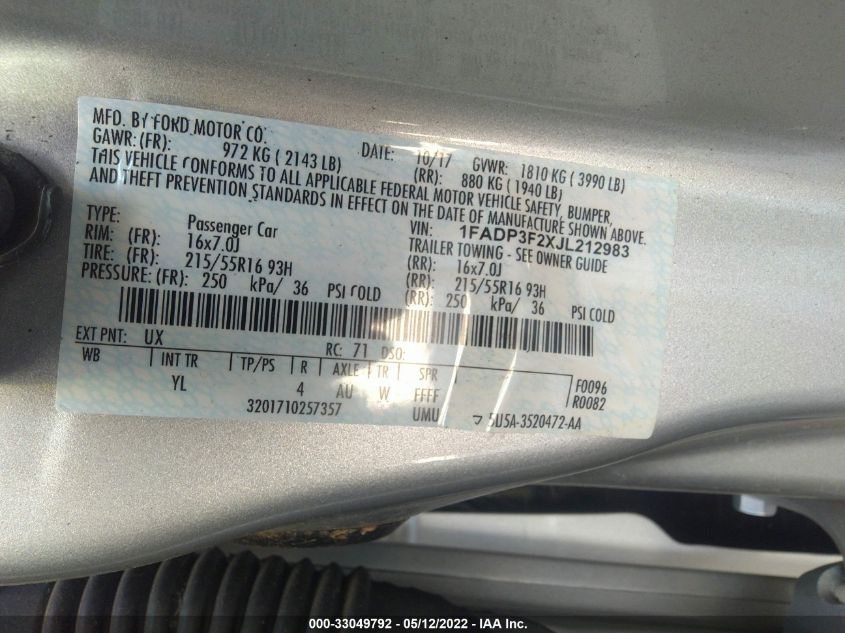 MFD. BY FORD MOTOR CO. DATE: 10/17 GVWR: 1810 KG ( 3990 LB)
GAWR: (FR): 972 KG ( 2143 LB) (RR): 880 KG ( 1940 LB)
THIS VEHICLE CONFORMS TO ALL APPLICABLE FEDERAL MOTOR VEHICLE SAFETY, BUMPER,
AND THEFT PREVENTION STANDARDS IN EFFECT ON THE DATE OF MANUFACTURE SHOWN ABOVE.
VIN: 1FADP3F2XJL212983
TYPE: Passenger Car TRAILER TOWING - SEE OWNER GUIDE
RIM: (FR): 16x7.0J (RR): 16x7.0J
TIRE: (FR): 215/55R16 93H (RR): 215/55R16 93H
PRESSURE: (FR): 250 kPa/ 36 PSI COLD (RR): 250 kPa/ 36 PSI COLD
EXT PNT: UX RC: 71 DSO:
WB INT TR TP/PS R AXLE TR SPR F0096
YL 4 AU W FFFF R0082
3201710257357 UMU 5U5A-3520472-AA
000-33049792 - 05/12/2022 - IAA Inc.